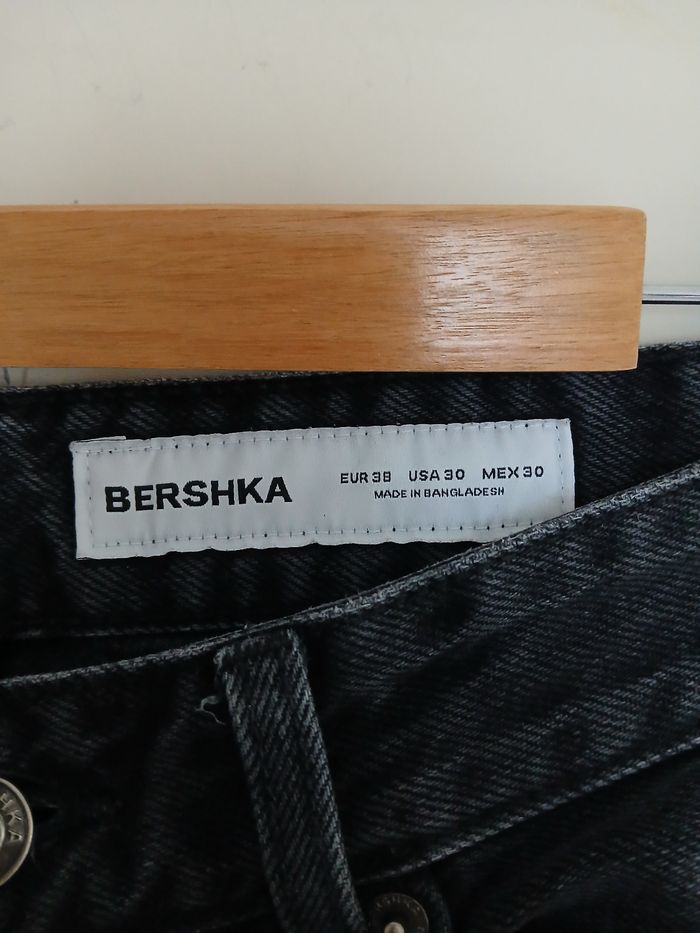 BERSHKA
EUR 38 USA 30 MEX 30
MADE IN BANGLADESH